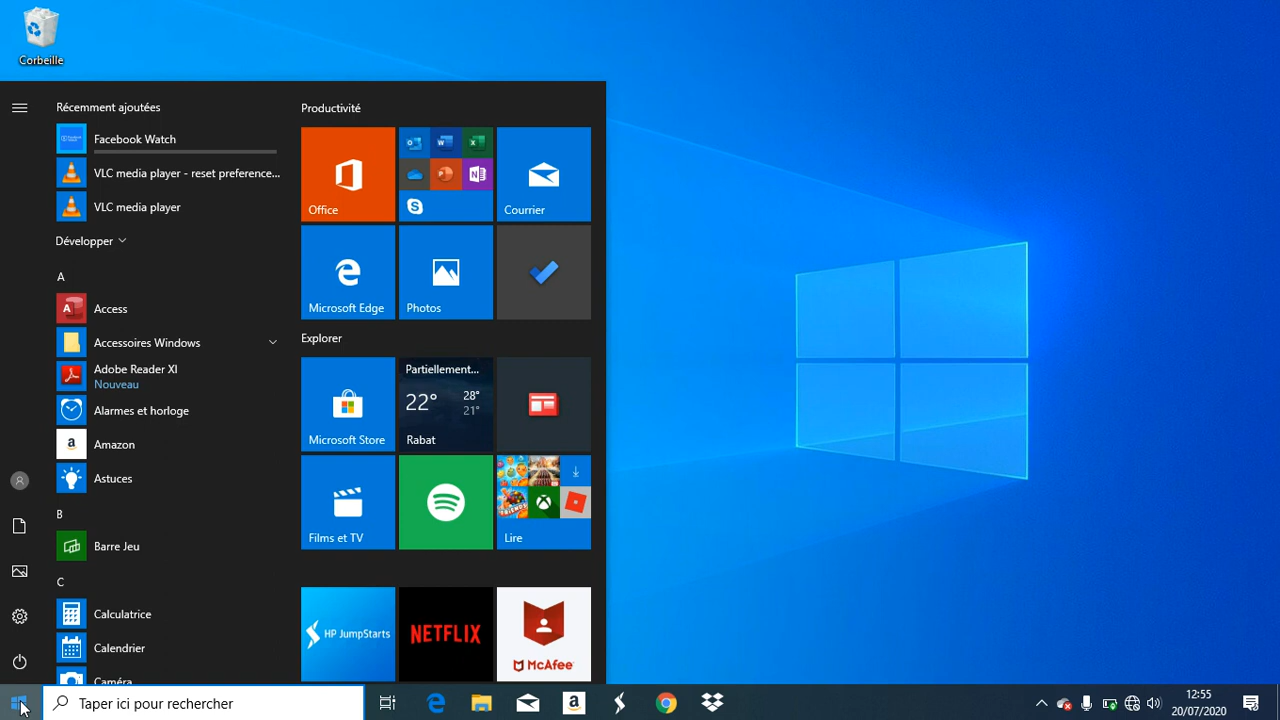 Corbeille
Récemment ajoutées
Facebook Watch
VLC media player - reset preference...
VLC media player
Développer
A
Access
Accessoires Windows
Adobe Reader XI
Nouveau
Alarmes et horloge
Amazon
Astuces
B
Barre Jeu
C
Calculatrice
Calendrier
Caméra
Productivité
Office
Courrier
Microsoft Edge
Photos
Explorer
Microsoft Store
Partiellement...
22° 28°
21°
Rabat
Films et TV
Lire
HP JumpStarts
NETFLIX
McAfee
Taper ici pour rechercher
12:55
20/07/2020